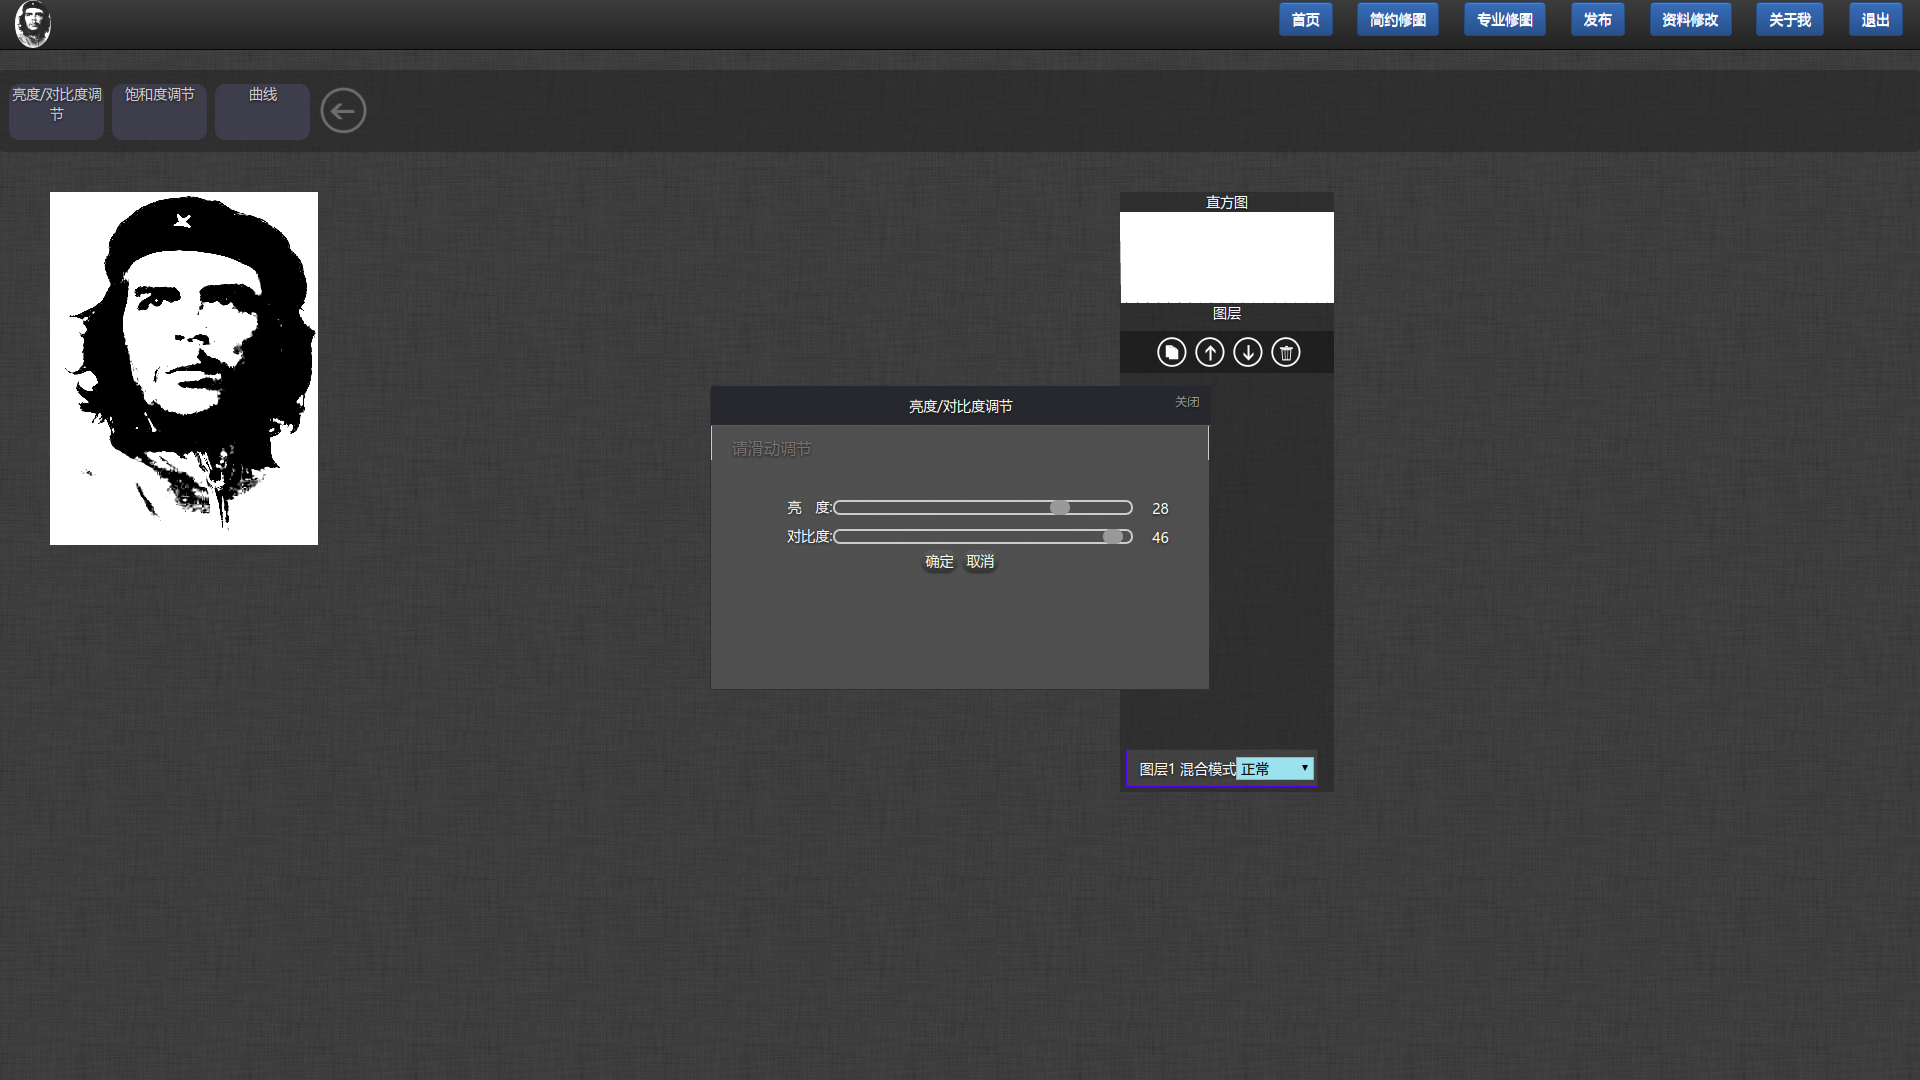 首页 简约修图 专业修图 发布 资料修改 关于我 退出
亮度/对比度调
节
饱和度调节
曲线
直方图
图层
亮度/对比度调节
关闭
请滑动调节
亮 度: 28
对比度: 46
确定 取消
图层1 混合模式 正常